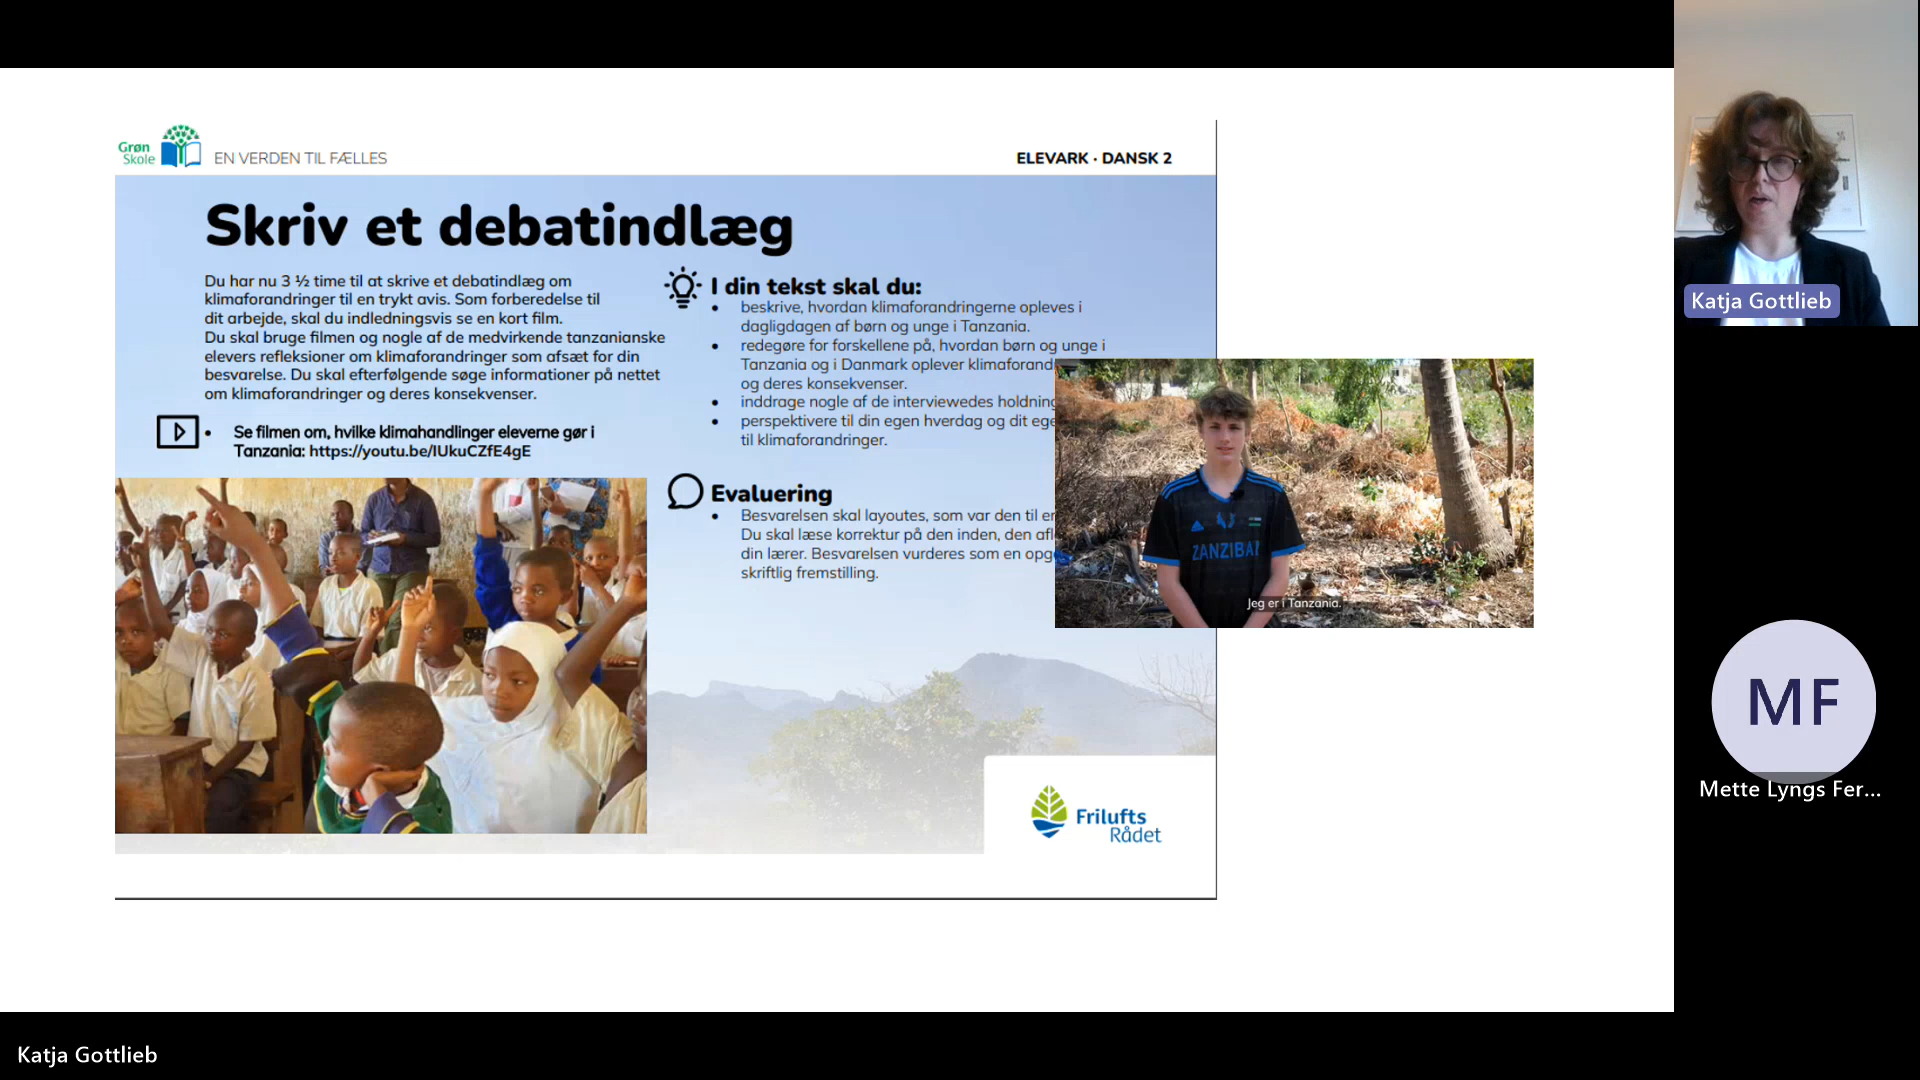 Grøn
Skole
EN VERDEN TIL FÆLLES
ELEVARK · DANSK 2
Skriv et debatindlæg
Du har nu 3 ½ time til at skrive et debatindlæg om
klimaforandringer til en trykt avis. Som forberedelse til
dit arbejde, skal du indledningsvis se en kort film.
Du skal bruge filmen og nogle af de medvirkende tanzanianske
elevers refleksioner om klimaforandringer som afsæt for din
besvarelse. Du skal efterfølgende søge informationer på nettet
om klimaforandringer og deres konsekvenser.
• Se filmen om, hvilke klimahandlinger eleverne gør i
Tanzania: https://youtu.be/lUkuCZfE4gE
I din tekst skal du:
• beskrive, hvordan klimaforandringerne opleves i
dagligdagen af børn og unge i Tanzania.
• redegøre for forskellene på, hvordan børn og unge i
Tanzania og i Danmark oplever klimaforand
og deres konsekvenser.
• inddrage nogle af de interviewedes holdning
• perspektivere til din egen hverdag og dit ege
til klimaforandringer.
Evaluering
• Besvarelsen skal layoutes, som var den til en
Du skal læse korrektur på den inden, den afl
din lærer. Besvarelsen vurderes som en opg
skriftlig fremstilling.
ZANZIBAR
Jeg er i Tanzania.
Frilufts
Rådet
Katja Gottlieb
MF
Mette Lyngs Fer...
Katja Gottlieb